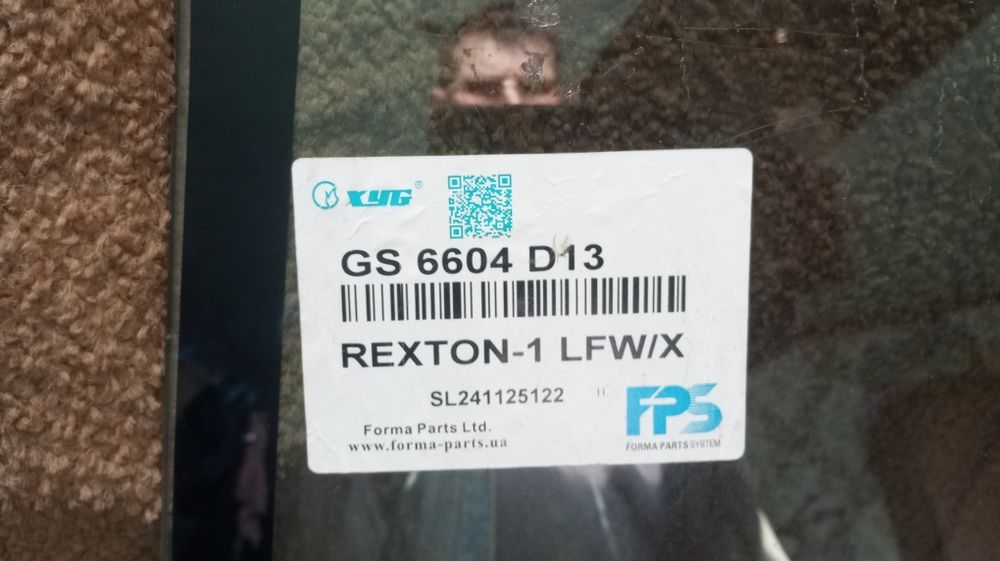 XYG®
GS 6604 D13
REXTON-1 LFW/X
SL241125122 11
FPS
Forma Parts Ltd.
FORMA PARTS SYSTEM
www.forma-parts.ua